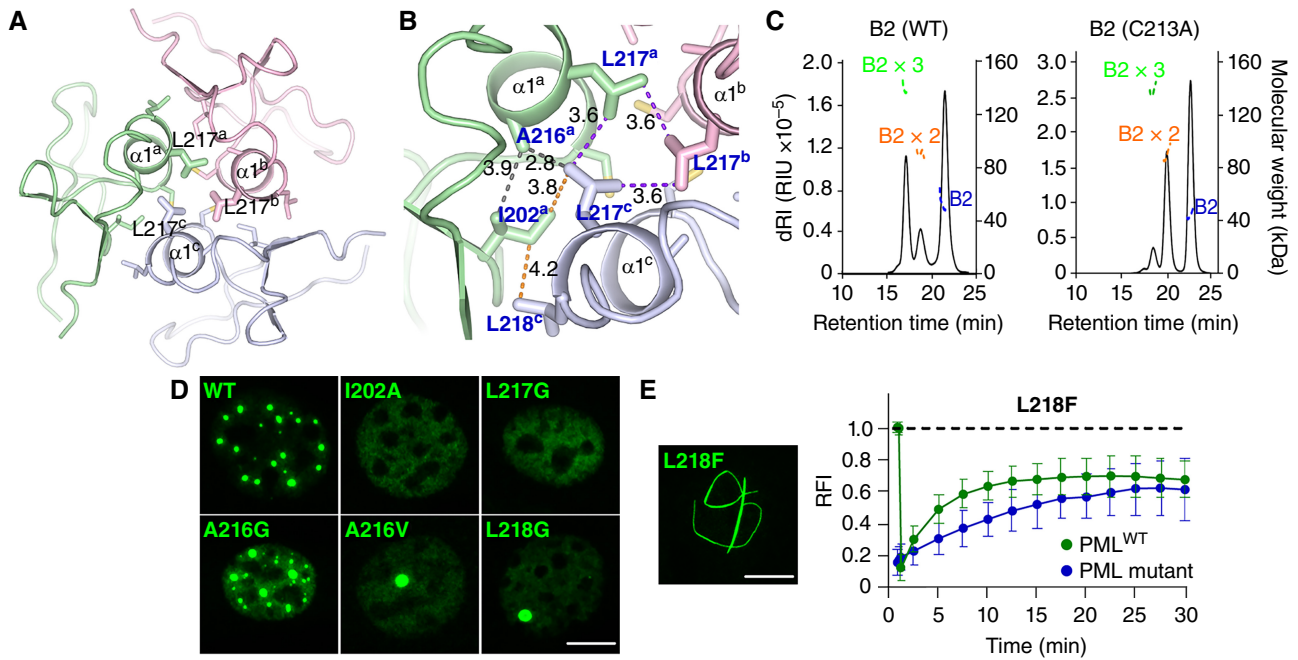 A
α1ᵃ
L217ᵃ
α1ᵇ
L217ᵇ
L217ᶜ
α1ᶜ
B
L217ᵃ
α1ᵃ
α1ᵇ
3.6
3.6
A216ᵃ
L217ᵇ
3.9
2.8
3.8
I202ᵃ
L217ᶜ
3.6
4.2
α1ᶜ
L218ᶜ
C
B2 (WT)
B2 (C213A)
dRI (RIU ×10⁻⁵)
2.0
1.6
1.2
0.8
0.4
0
160
120
80
40
0
B2 × 3
B2 × 2
B2
10
15
21
25
Retention time (min)
3.0
2.5
2.0
1.5
1.0
0.5
0
160
120
80
40
0
B2 × 3
B2 × 2
B2
10
15
20
25
Retention time (min)
Molecular weight (kDa)
D
WT
I202A
L217G
A216G
A216V
L218G
E
L218F
L218F
RFI
1.0
0.8
0.6
0.4
0.2
0
PMLᵂᵀ
PML mutant
0
5
10
15
20
25
30
Time (min)